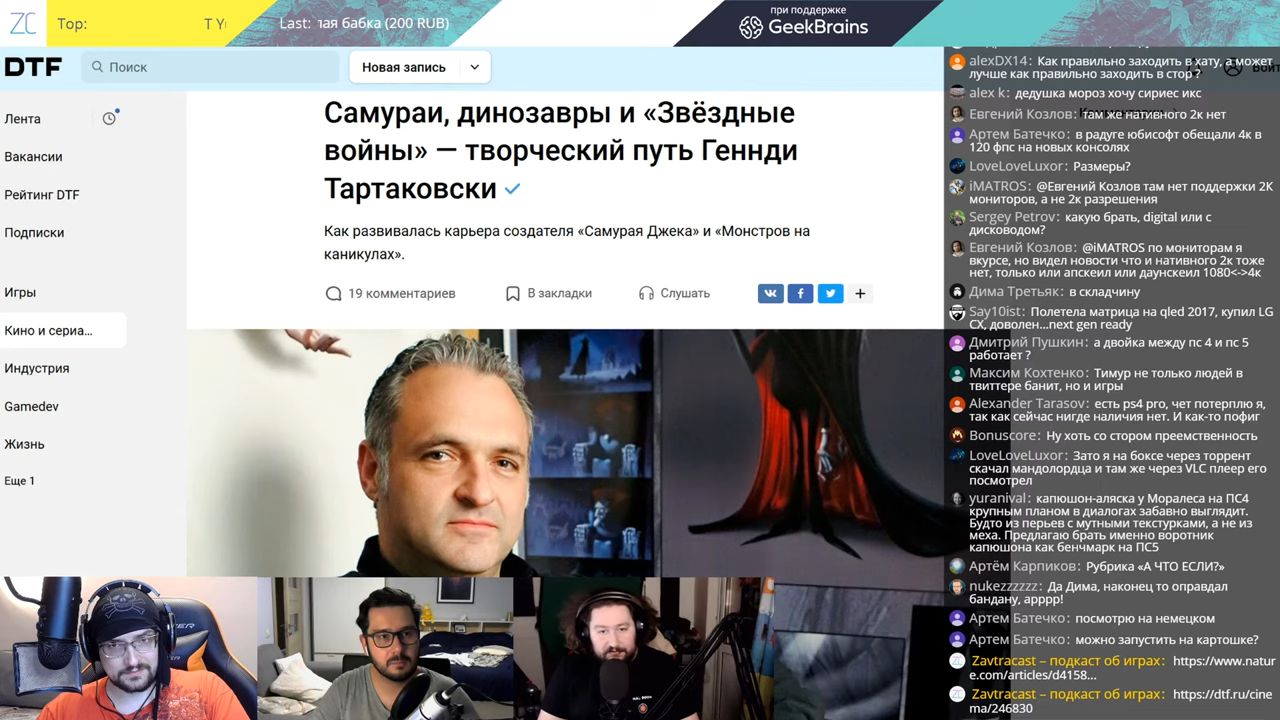 ZC
Top:
T Y
Last: тая бабка (200 RUB)
при поддержке
GeekBrains
DTF
Поиск
Новая запись
Войти
Лента
Вакансии
Рейтинг DTF
Подписки
Игры
Кино и сериа...
Индустрия
Gamedev
Жизнь
Еще 1
Самураи, динозавры и «Звёздные
войны» — творческий путь Геннди
Тартаковски
Как развивалась карьера создателя «Самурая Джека» и «Монстров на
каникулах».
19 комментариев
В закладки
Слушать
alexDX14: Как правильно заходить в хату, а может
лучше как правильно заходить в стор?
alex k: дедушка мороз хочу сириес икс
Евгений Козлов: там же нативного 2к нет
Артем Батечко: в радуге юбисофт обещали 4к в
120 фпс на новых консолях
LoveLoveLuxor: Размеры?
iMATROS: @Евгений Козлов там нет поддержки 2К
мониторов, а не 2к разрешения
Sergey Petrov: какую брать, digital или с
дисководом?
Евгений Козлов: @iMATROS по мониторам я
вкурсе, но видел новости что и нативного 2к тоже
нет, только или апскеил или даунскеил 1080<->4к
Дима Третьяк: в складчину
Say10ist: Полетела матрица на qled 2017, купил LG
CX, доволен...next gen ready
Дмитрий Пушкин: а двойка между пс 4 и пс 5
работает ?
Максим Кохтенко: Тимур не только людей в
твиттере банит, но и игры
Alexander Tarasov: есть ps4 pro, чет потерплю я,
так как сейчас нигде наличия нет. И как-то пофиг
Bonuscore: Ну хоть со стором преемственность
LoveLoveLuxor: Зато я на боксе через торрент
скачал мандолордца и там же через VLC плеер его
посмотрел
yuranival: капюшон-аляска у Моралеса на ПС4
крупным планом в диалогах забавно выглядит.
Будто из перьев с мутными текстурками, а не из
меха. Предлагаю брать именно воротник
капюшона как бенчмарк на ПС5
Артём Карпиков: Рубрика «А ЧТО ЕСЛИ?»
nukezzzzzz: Да Дима, наконец то оправдал
бандану, арррр!
Артем Батечко: посмотрю на немецком
Артем Батечко: можно запустить на картошке?
Zavtracast – подкаст об играх: https://www.natur
e.com/articles/d4158...
Zavtracast – подкаст об играх: https://dtf.ru/cine
ma/246830